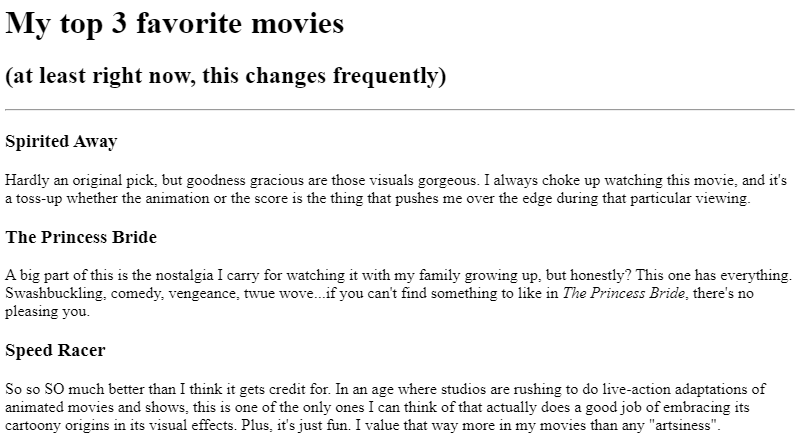 My top 3 favorite movies
(at least right now, this changes frequently)
Spirited Away
Hardly an original pick, but goodness gracious are those visuals gorgeous. I always choke up watching this movie, and it's
a toss-up whether the animation or the score is the thing that pushes me over the edge during that particular viewing.
The Princess Bride
A big part of this is the nostalgia I carry for watching it with my family growing up, but honestly? This one has everything.
Swashbuckling, comedy, vengeance, twue wove...if you can't find something to like in The Princess Bride, there's no
pleasing you.
Speed Racer
So so SO much better than I think it gets credit for. In an age where studios are rushing to do live-action adaptations of
animated movies and shows, this is one of the only ones I can think of that actually does a good job of embracing its
cartoony origins in its visual effects. Plus, it's just fun. I value that way more in my movies than any "artsiness".